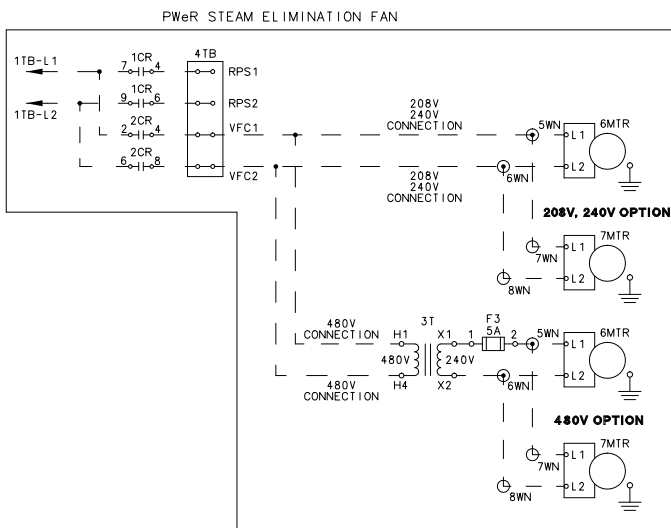 PWeR STEAM ELIMINATION FAN
1TB-L1
7 1CR 4
4TB
RPS1
1TB-L2
9 1CR 6
RPS2
2 2CR 4
VFC1
6 2CR 8
VFC2
208V
240V
CONNECTION
208V
240V
CONNECTION
5WN
L1
6MTR
6WN
L2
208V, 240V OPTION
7WN
L1
7MTR
8WN
L2
480V
CONNECTION
480V
CONNECTION
H1
3T
X1
1
F3
5A
2
480V
240V
H4
X2
5WN
L1
6MTR
6WN
L2
480V OPTION
7WN
L1
7MTR
8WN
L2